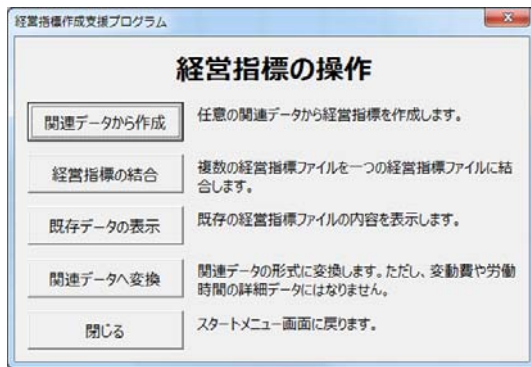 経営指標作成支援プログラム
経営指標の操作
関連データから作成
任意の関連データから経営指標を作成します。
経営指標の結合
複数の経営指標ファイルを一つの経営指標ファイルに結
合します。
既存データの表示
既存の経営指標ファイルの内容を表示します。
関連データへ変換
関連データの形式に変換します。ただし、変動費や労働
時間の詳細データにはなりません。
閉じる
スタートメニュー画面に戻ります。